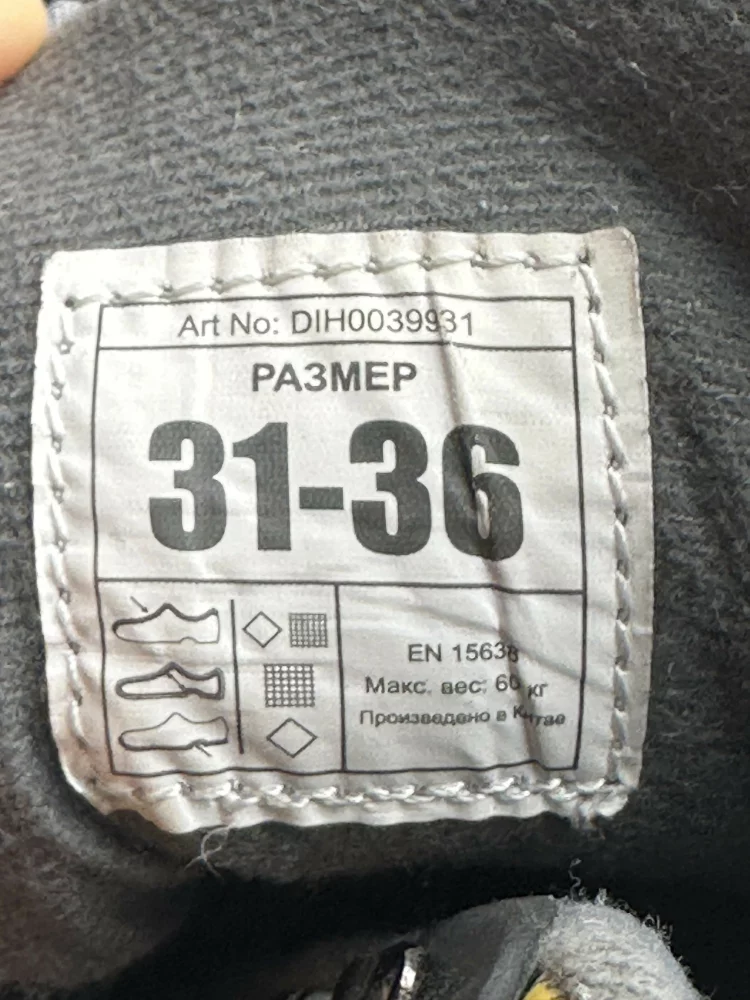 Art No: DIH0039931
РАЗМЕР
31-36
EN 15638
Макс. вес: 60 кг
Произведено в Китае